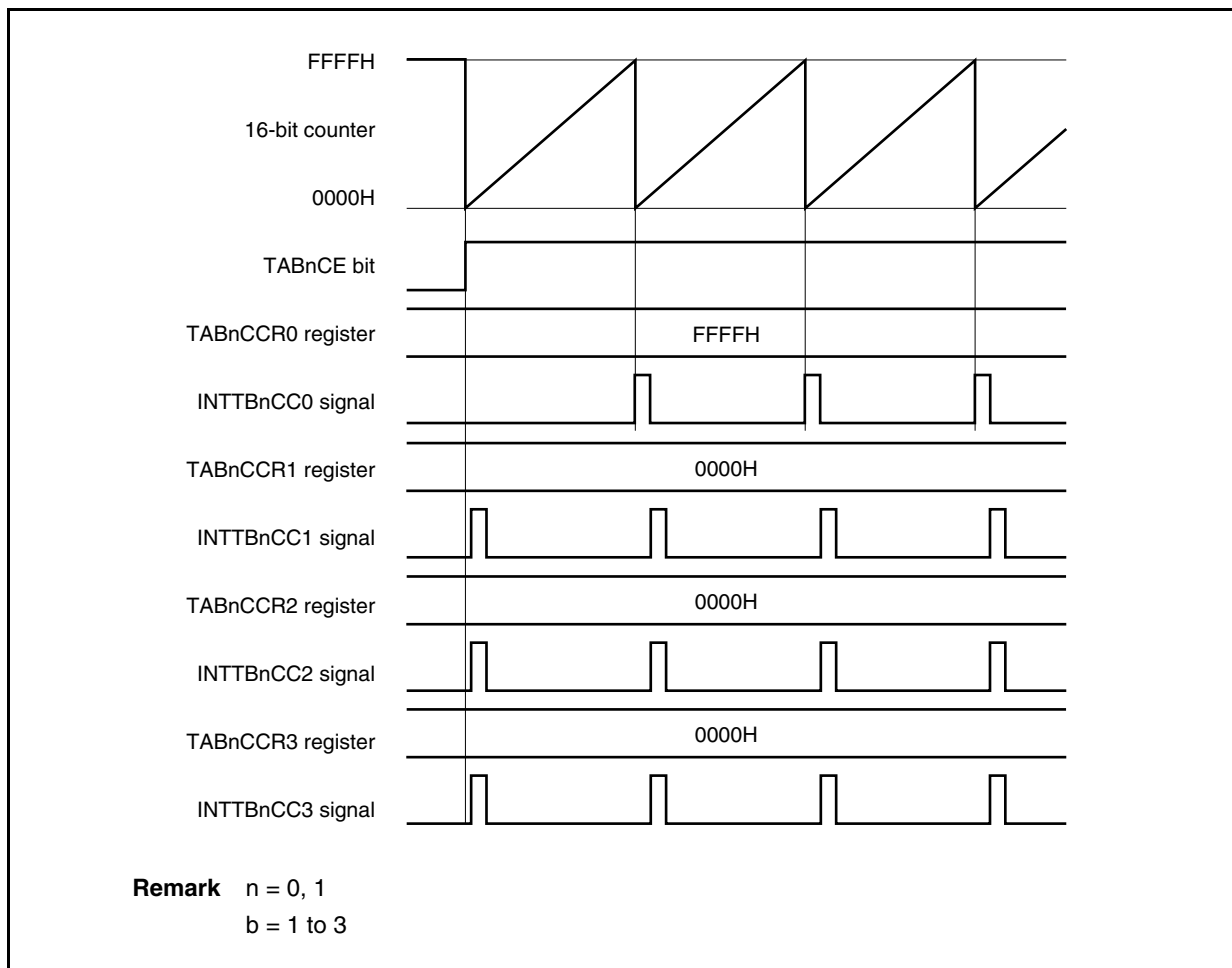 FFFFH
16-bit counter
0000H
TABnCE bit
TABnCCR0 register
FFFFH
INTTBnCC0 signal
TABnCCR1 register
0000H
INTTBnCC1 signal
TABnCCR2 register
0000H
INTTBnCC2 signal
TABnCCR3 register
0000H
INTTBnCC3 signal
Remark n = 0, 1
b = 1 to 3